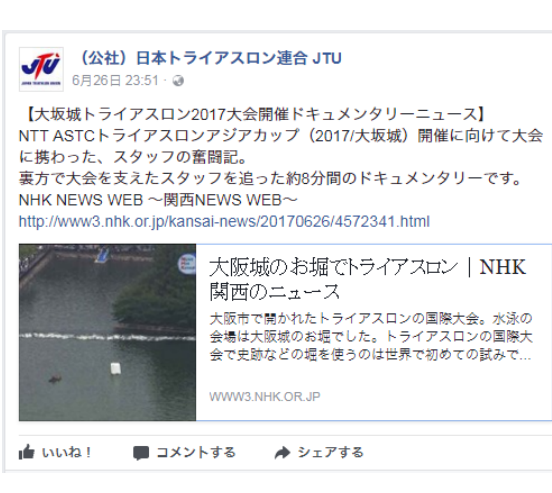 JTU
（公社）日本トライアスロン連合 JTU
6月26日 23:51
【大坂城トライアスロン2017大会開催ドキュメンタリーニュース】
NTT ASTCトライアスロンアジアカップ（2017/大坂城）開催に向けて大会
に携わった、スタッフの奮闘記。
裏方で大会を支えたスタッフを追った約8分間のドキュメンタリーです。
NHK NEWS WEB ～関西NEWS WEB～
http://www3.nhk.or.jp/kansai-news/20170626/4572341.html
大阪城のお堀でトライアスロン｜NHK
関西のニュース
大阪市で開かれたトライアスロンの国際大会。水泳の
会場は大阪城のお堀でした。トライアスロンの国際大
会で史跡などの堀を使うのは世界で初めての試みで...
WWW3.NHK.OR.JP
いいね！ コメントする シェアする